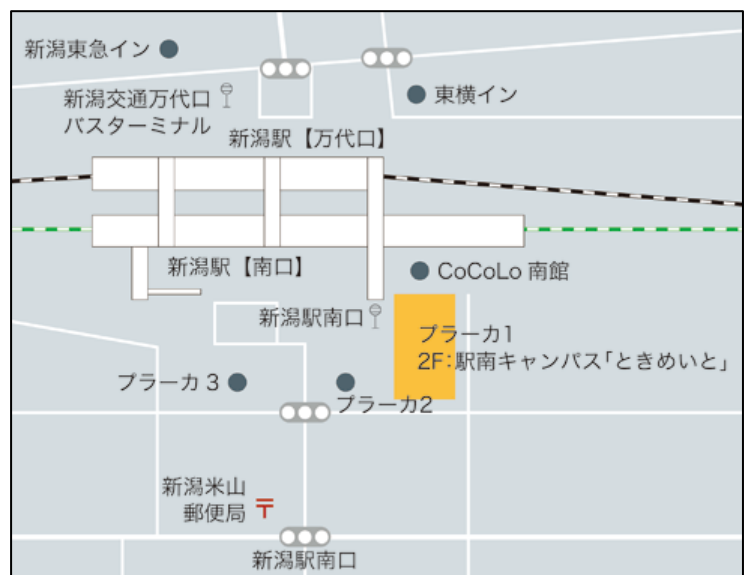 新潟東急イン
新潟交通万代口
バスターミナル
東横イン
新潟駅【万代口】
新潟駅【南口】
CoCoLo 南館
新潟駅南口
プラーカ1
2F:駅南キャンパス「ときめいと」
プラーカ 3
プラーカ2
新潟米山
郵便局
新潟駅南口